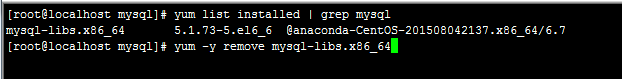 [root@localhost mysql]# yum list installed | grep mysql
mysql-libs.x86_64       5.1.73-5.el6_6  @anaconda-CentOS-201508042137.x86_64/6.7
[root@localhost mysql]# yum -y remove mysql-libs.x86_64